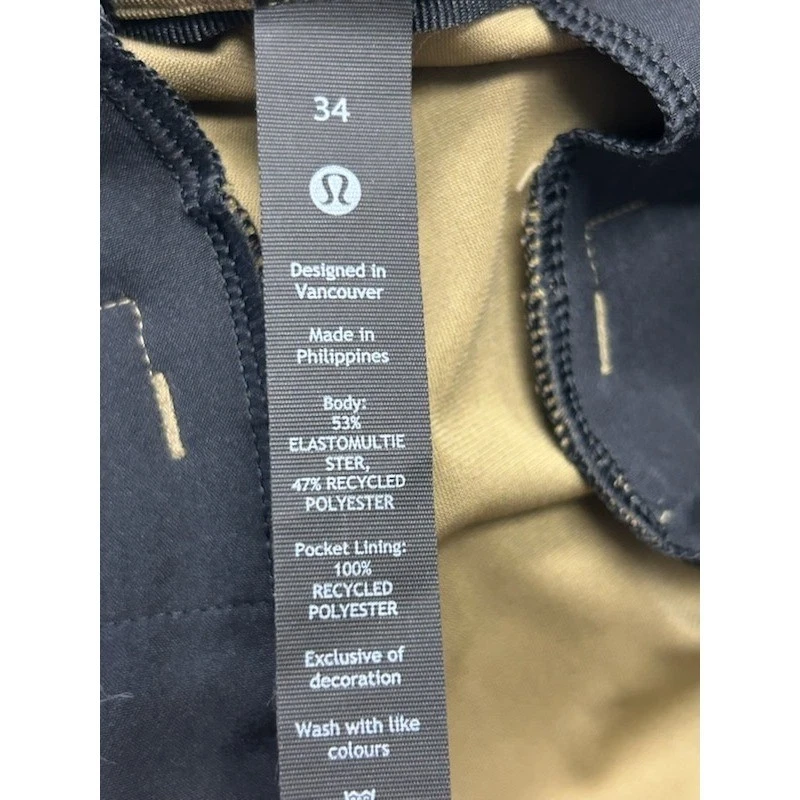 34
Designed in
Vancouver
Made in
Philippines
Body:
53%
ELASTOMULTIE
STER,
47% RECYCLED
POLYESTER
Pocket Lining:
100%
RECYCLED
POLYESTER
Exclusive of
decoration
Wash with like
colours